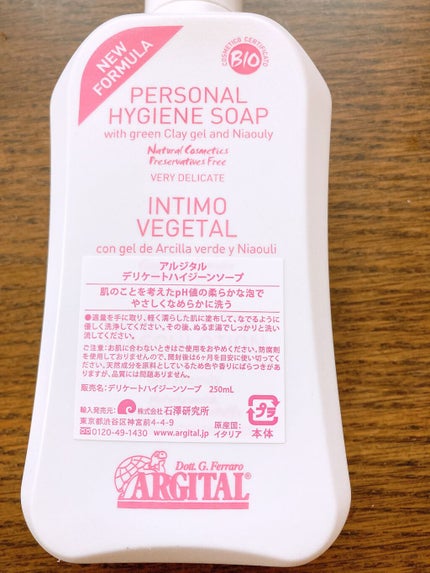 NEW
FORMULA
COSMETICO CERTIFICATO
BIO
PERSONAL
HYGIENE SOAP
with green Clay gel and Niaouly
Natural Cosmetics
Preservatives Free
VERY DELICATE
INTIMO
VEGETAL
con gel de Arcilla verde y Niaouli
アルジタル
デリケートハイジーンソープ
肌のことを考えたpH値の柔らかな泡で
やさしくなめらかに洗う
●適量を手に取り、軽く濡らした肌に塗布して、なでるように
優しく洗浄してください。その後、ぬるま湯でしっかりと洗い
流してください。
ご注意:お肌に合わないときはご使用をおやめください。防腐剤
を使用しておりませんので、開封後は6ヶ月を目安に使い切ってく
ださい。天然成分を原料としているため色や香りにばらつきがあ
りますが、品質には問題ありません。
販売名:デリケートハイジーンソープ 250mL
輸入発売元: 株式会社 石澤研究所
東京都渋谷区神宮前4-4-9
0120-49-1430 www.argital.jp
原産国:
イタリア
プラ
本体
Dott. G. Ferraro
ARGITAL®